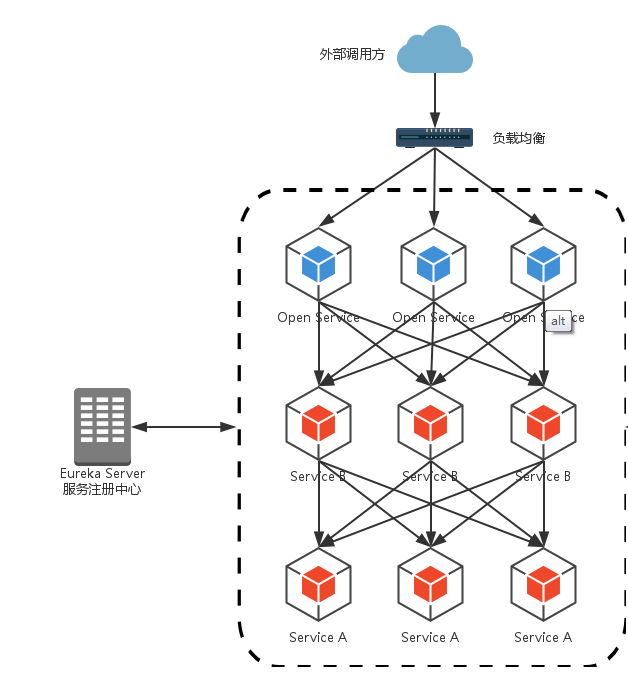 外部调用方
负载均衡
Open Service
Open Service
Open Service
alt
Service B
Service B
Service B
Eureka Server
服务注册中心
Service A
Service A
Service A